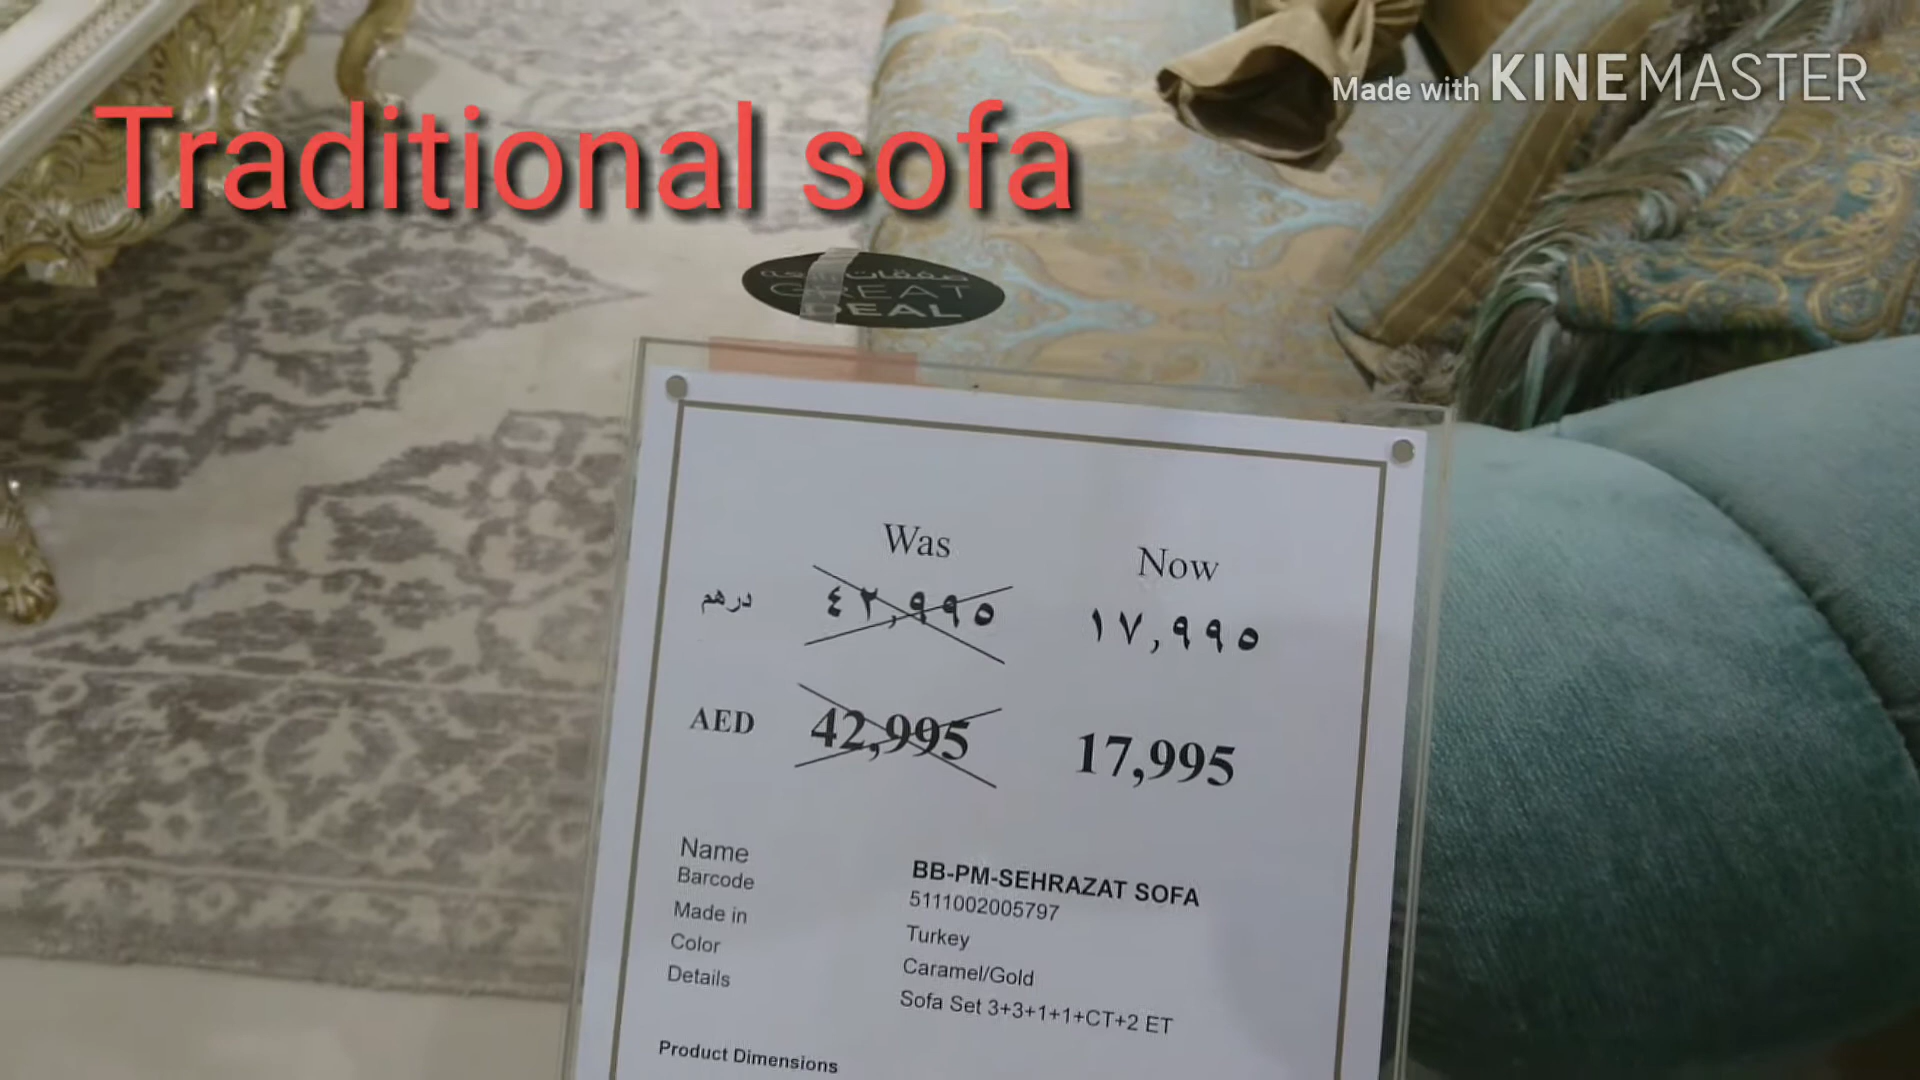 Made with KINEMASTER
Traditional sofa
GREAT
DEAL
Was Now
درهم ٤٢,٩٩٥ ١٧,٩٩٥
AED 42,995 17,995
Name BB-PM-SEHRAZAT SOFA
Barcode 5111002005797
Made in Turkey
Color Caramel/Gold
Details Sofa Set 3+3+1+1+CT+2 ET
Product Dimensions